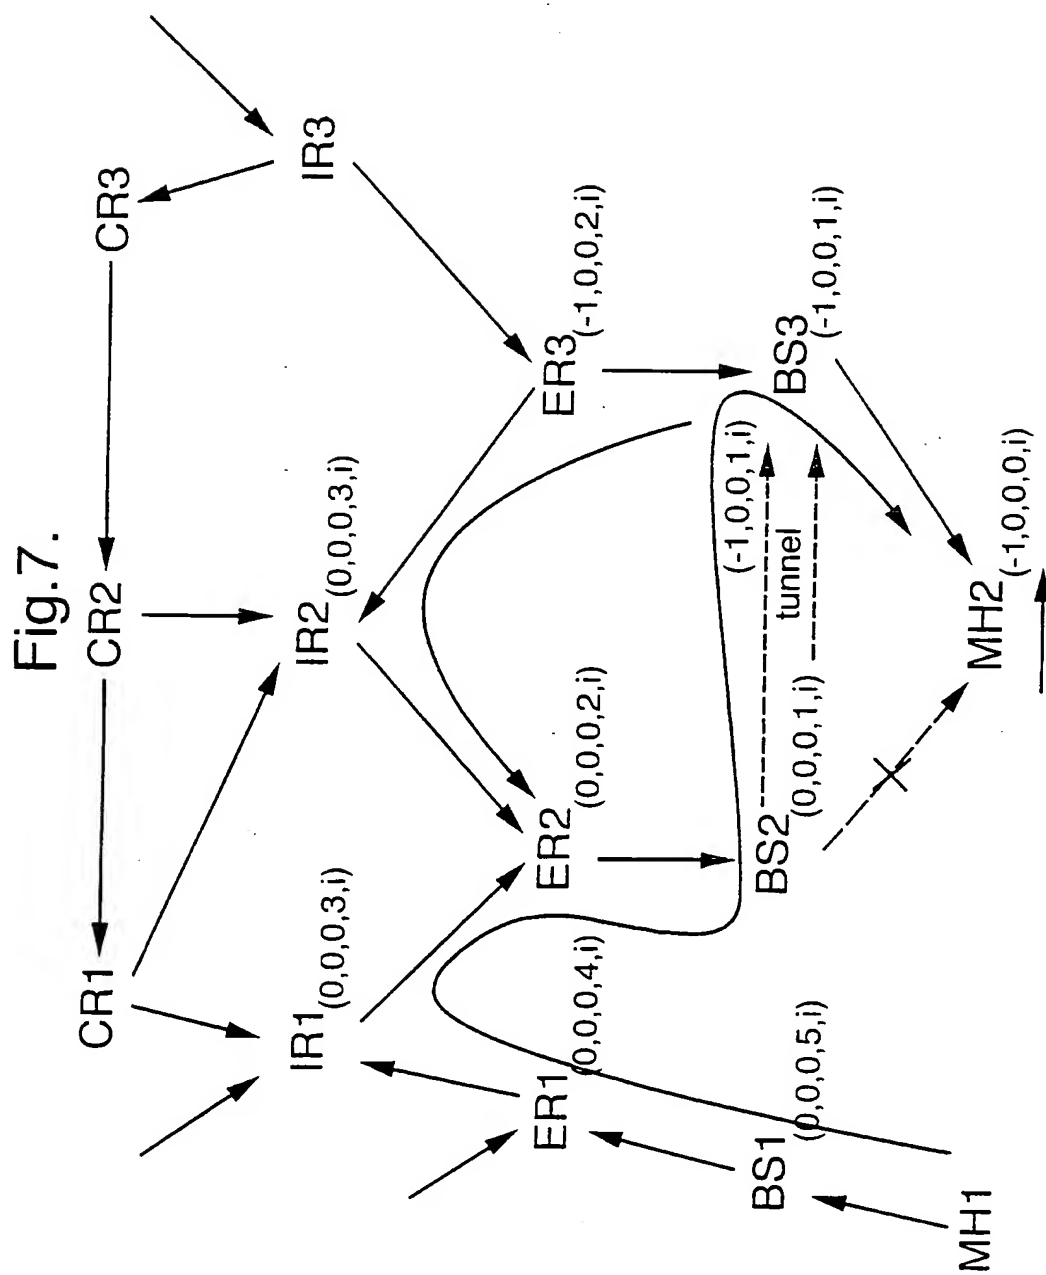 Fig.7.
CR1
CR2
CR3
IR1(0,0,0,3,i)
IR2(0,0,0,3,i)
IR3
ER1(0,0,0,4,i)
ER2(0,0,0,2,i)
ER3(-1,0,0,2,i)
BS1(0,0,0,5,i)
BS2(0,0,0,1,i)
(-1,0,0,1,i)
tunnel
BS3(-1,0,0,1,i)
MH1
MH2(-1,0,0,0,i)